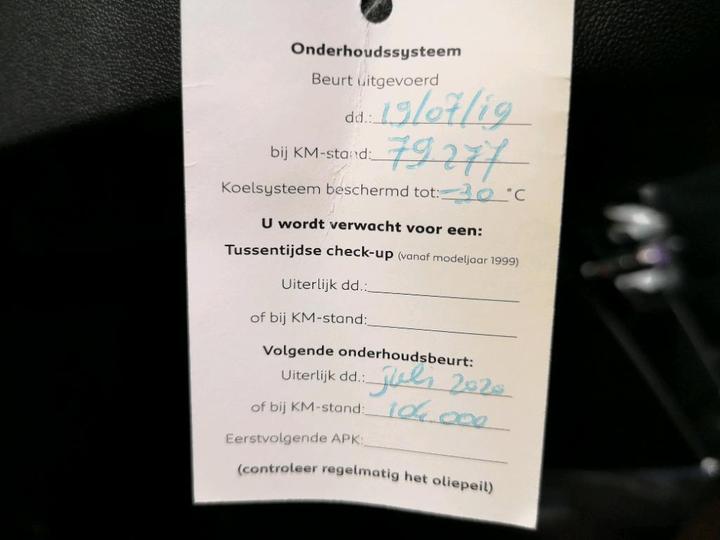 Onderhoudssysteem
Beurt uitgevoerd
dd.: 19/07/19
bij KM-stand: 79277
Koelsysteem beschermd tot: -30 °C
U wordt verwacht voor een:
Tussentijdse check-up (vanaf modeljaar 1999)
Uiterlijk dd.:
of bij KM-stand:
Volgende onderhoudsbeurt:
Uiterlijk dd.: juli 2020
of bij KM-stand: 104.000
Eerstvolgende APK:
(controleer regelmatig het oliepeil)